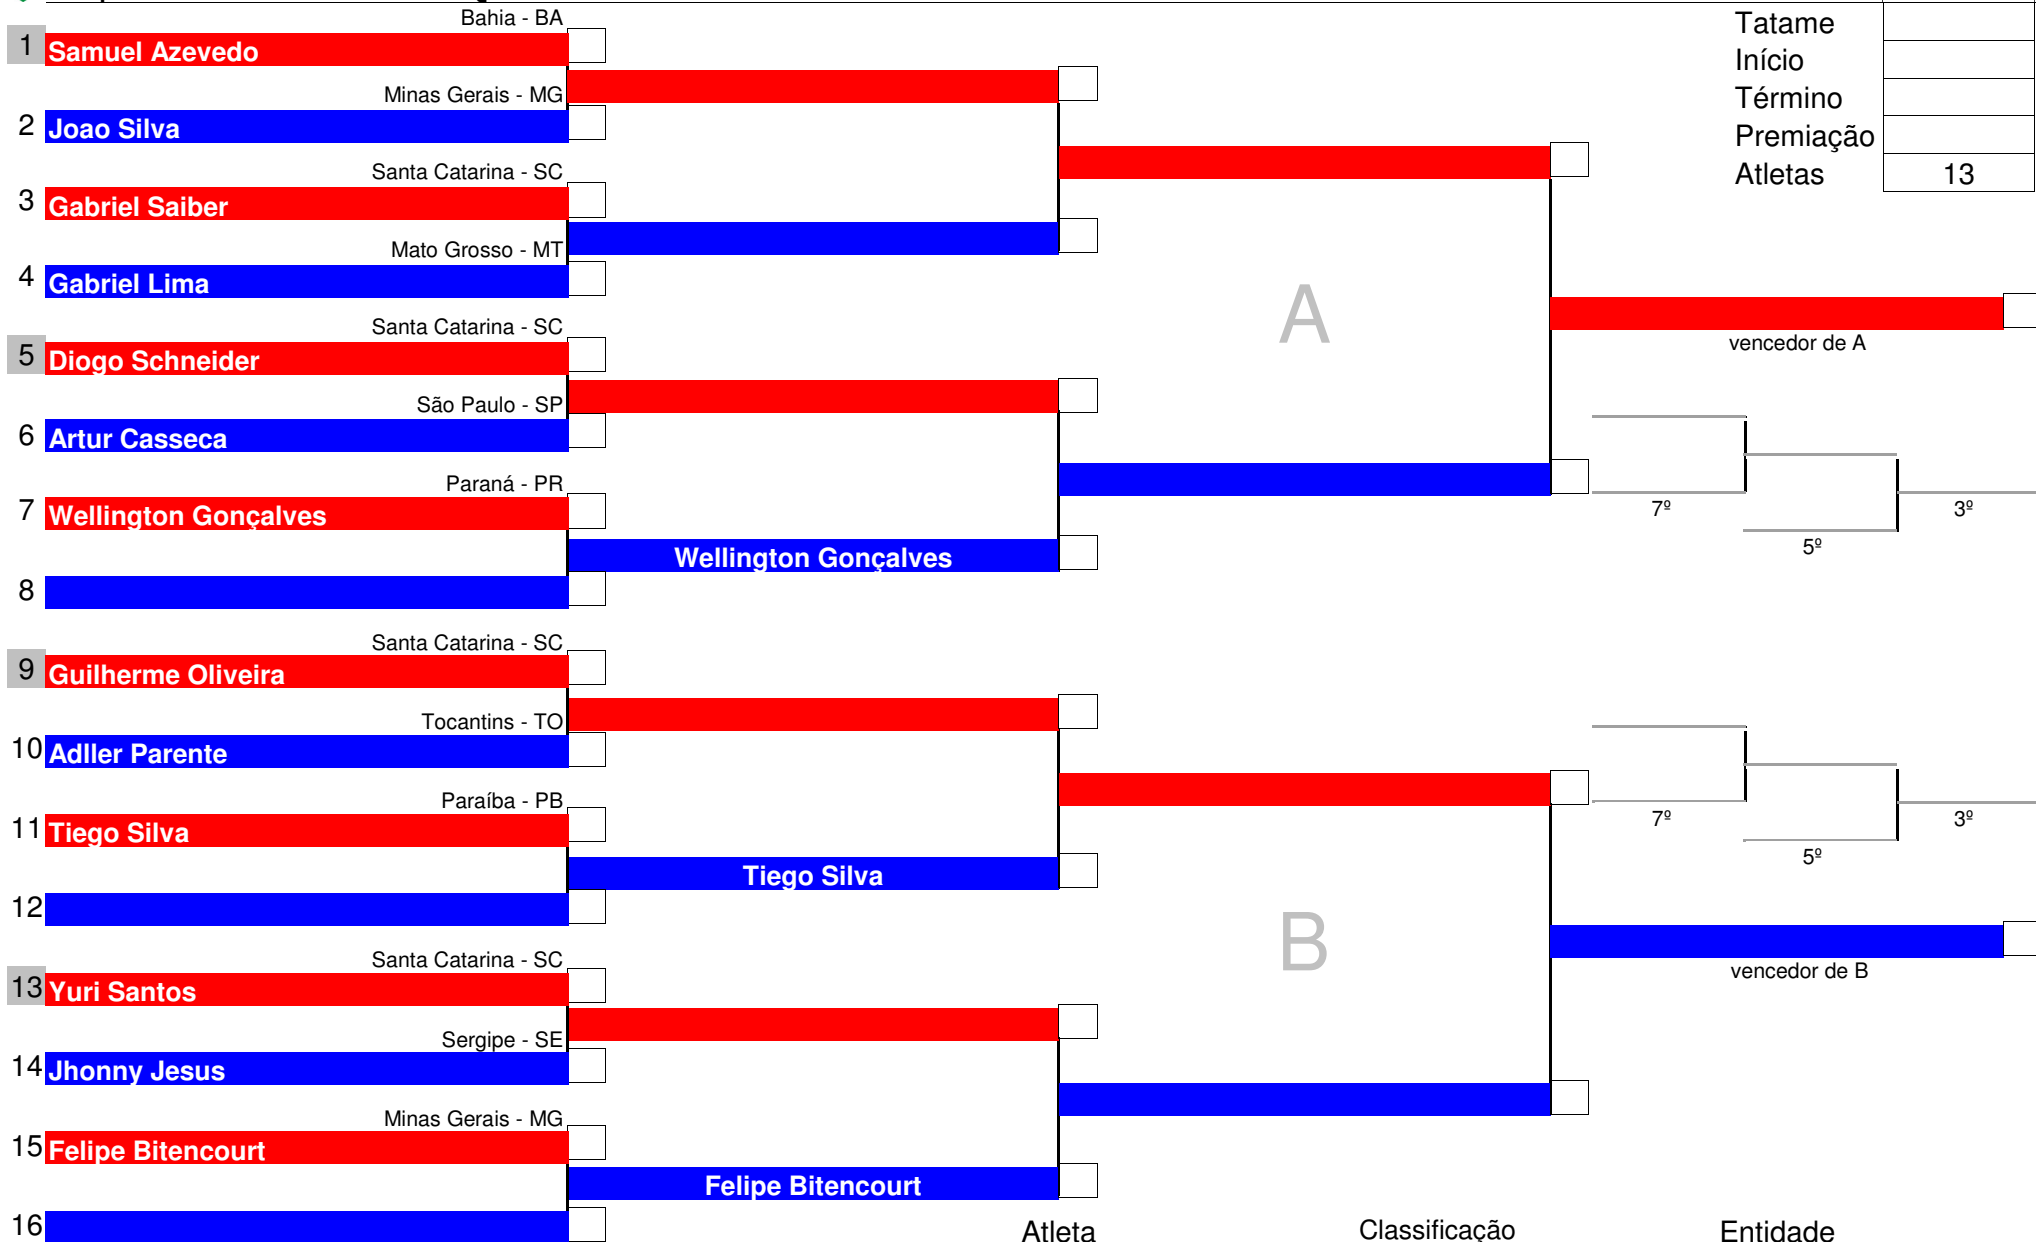 Bahia - BA
1 Samuel Azevedo
Minas Gerais - MG
2 Joao Silva
Santa Catarina - SC
3 Gabriel Saiber
Mato Grosso - MT
4 Gabriel Lima
Santa Catarina - SC
5 Diogo Schneider
São Paulo - SP
6 Artur Casseca
Paraná - PR
7 Wellington Gonçalves
Wellington Gonçalves
8
Santa Catarina - SC
9 Guilherme Oliveira
Tocantins - TO
10 Adller Parente
Paraíba - PB
11 Tiego Silva
Tiego Silva
12
Santa Catarina - SC
13 Yuri Santos
Sergipe - SE
14 Jhonny Jesus
Minas Gerais - MG
15 Felipe Bitencourt
Felipe Bitencourt
16
A
B
Tatame
Início
Término
Premiação
Atletas 13
vencedor de A
7º
5º
3º
7º
5º
3º
vencedor de B
Atleta Classificação Entidade